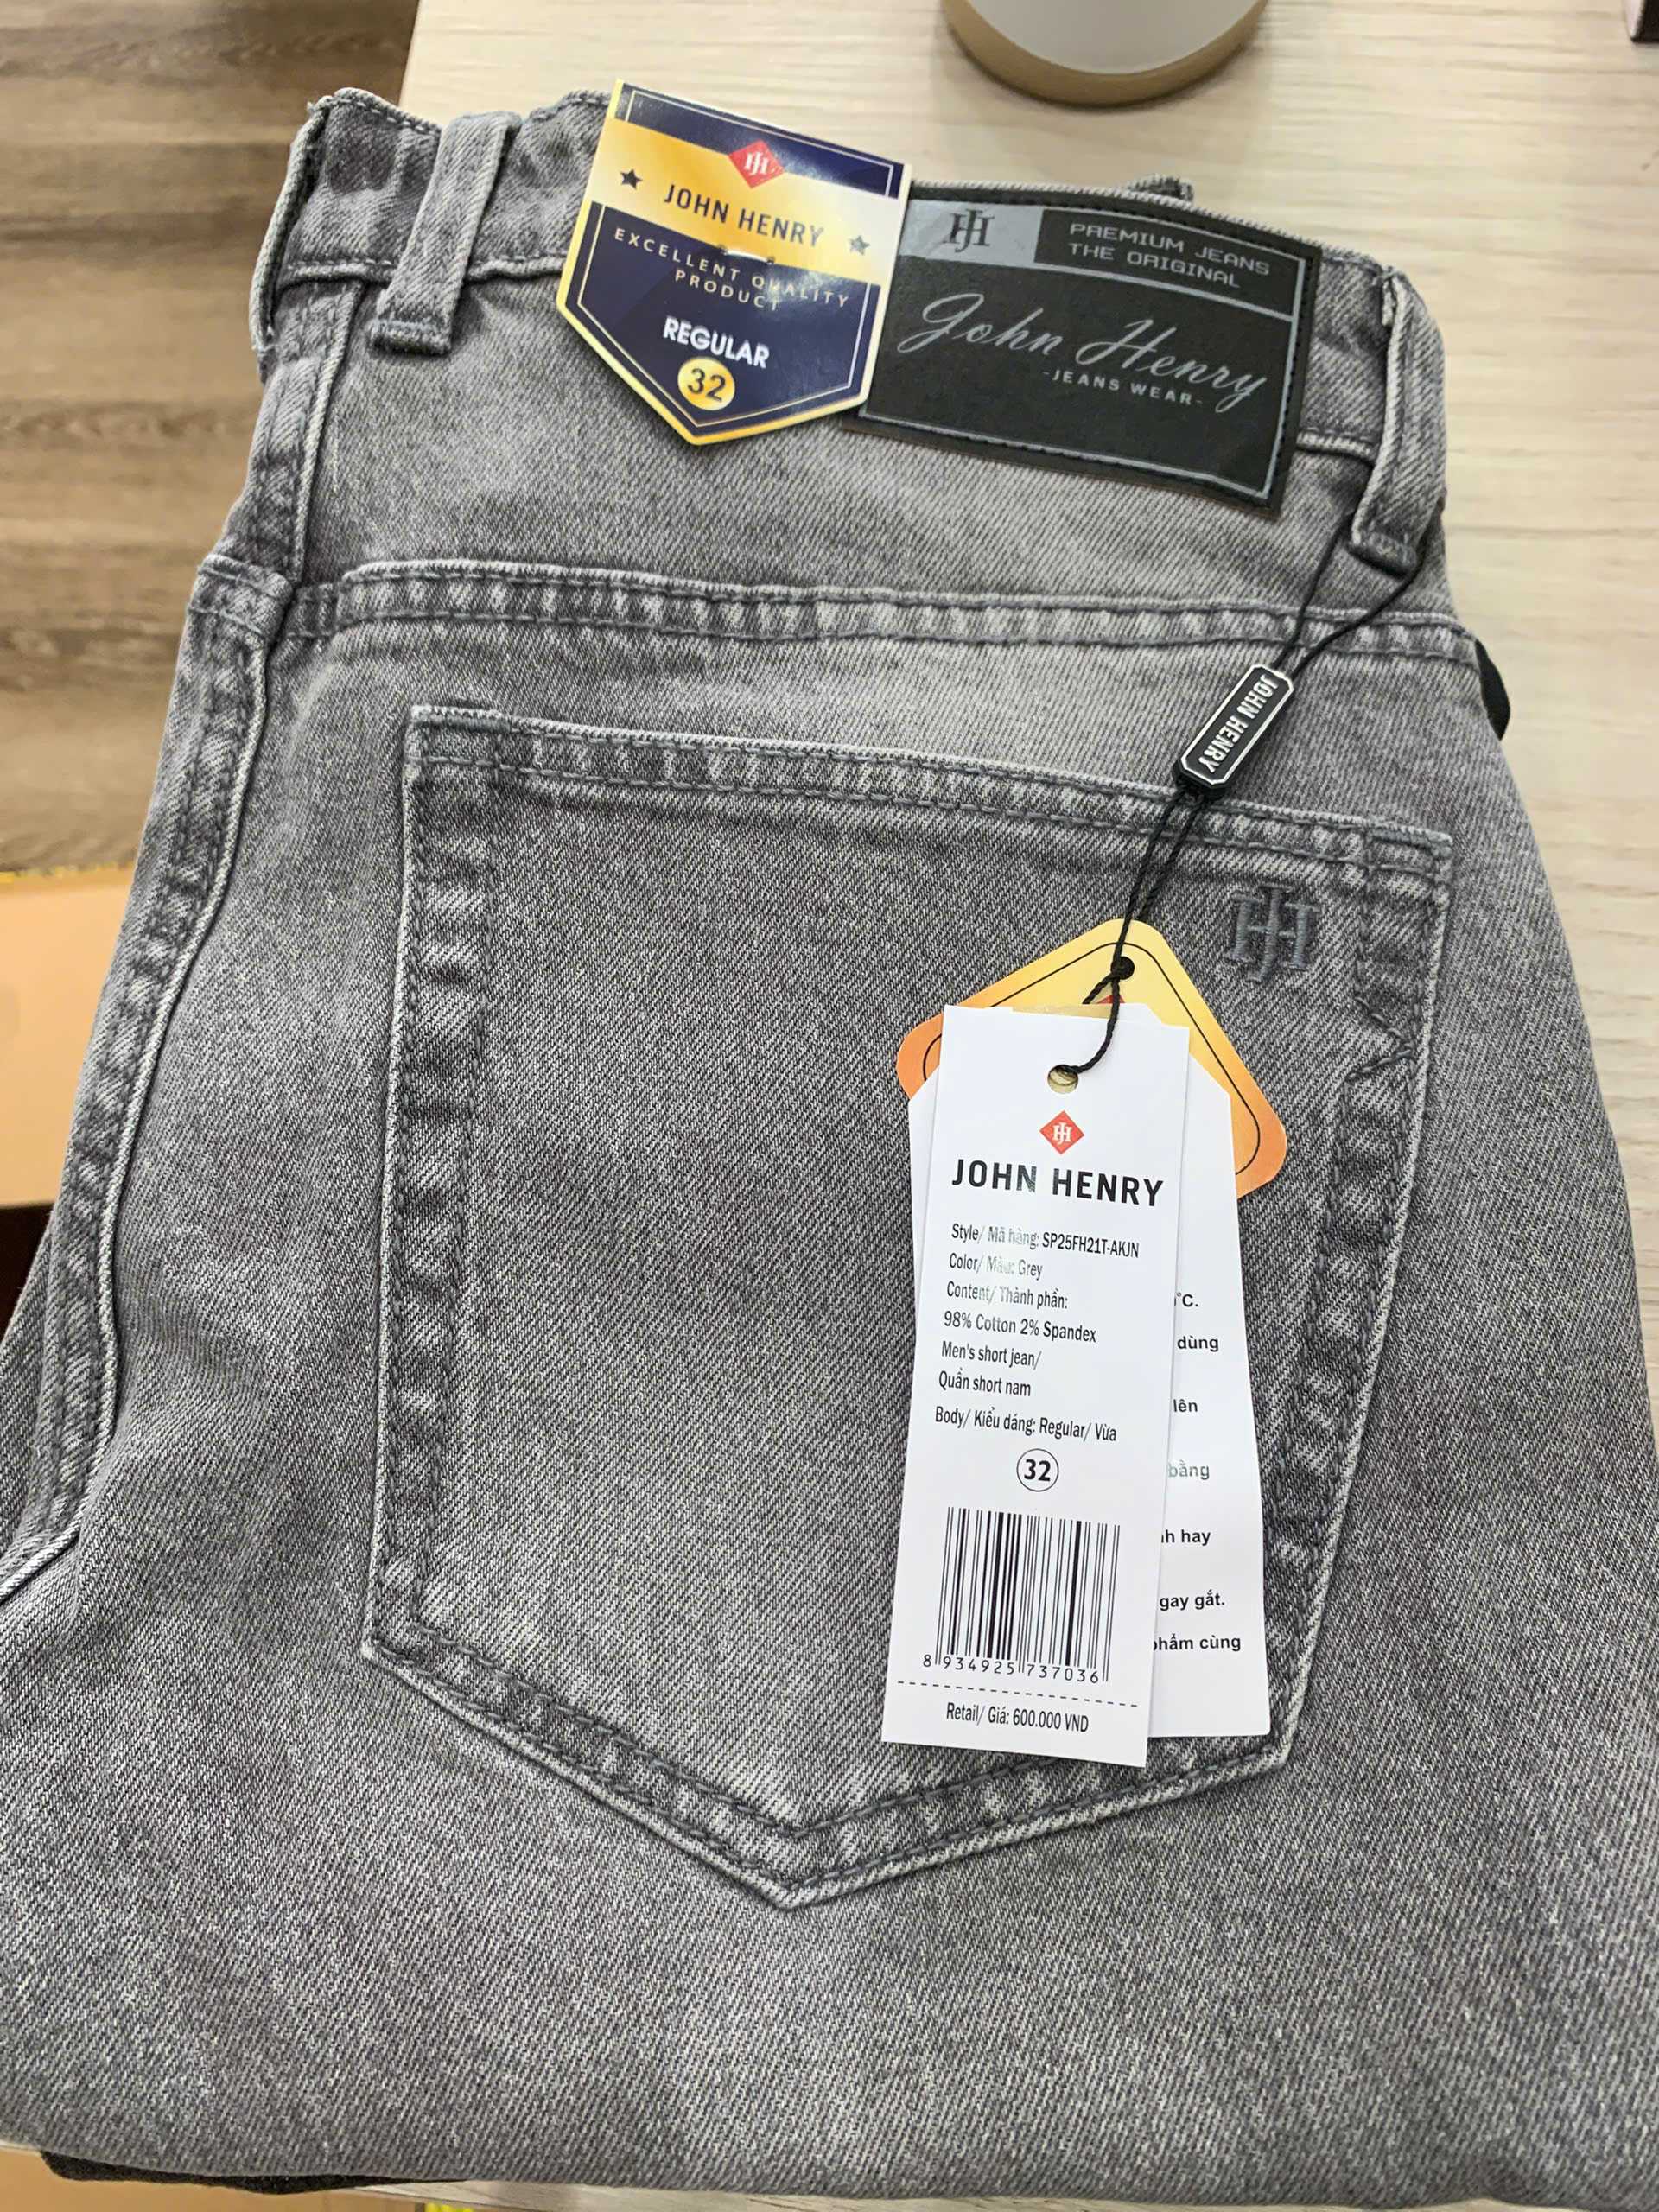 JH
JOHN HENRY
EXCELLENT QUALITY
PRODUCT
REGULAR
32
JH
PREMIUM JEANS
THE ORIGINAL
John Henry
-JEANS WEAR-
JOHN HENRY
JH
JH
JOHN HENRY
Style/ Mã hàng: SP25FH21T-AKJN
Color/ Màu: Grey
Content/ Thành phần:
98% Cotton 2% Spandex
Men's short jean/
Quần short nam
Body/ Kiểu dáng: Regular/ Vừa
32
8 934925 737036
Retail/ Giá: 600.000 VND
°C.
dùng
lên
bằng
hay
gay gắt.
phẩm cùng